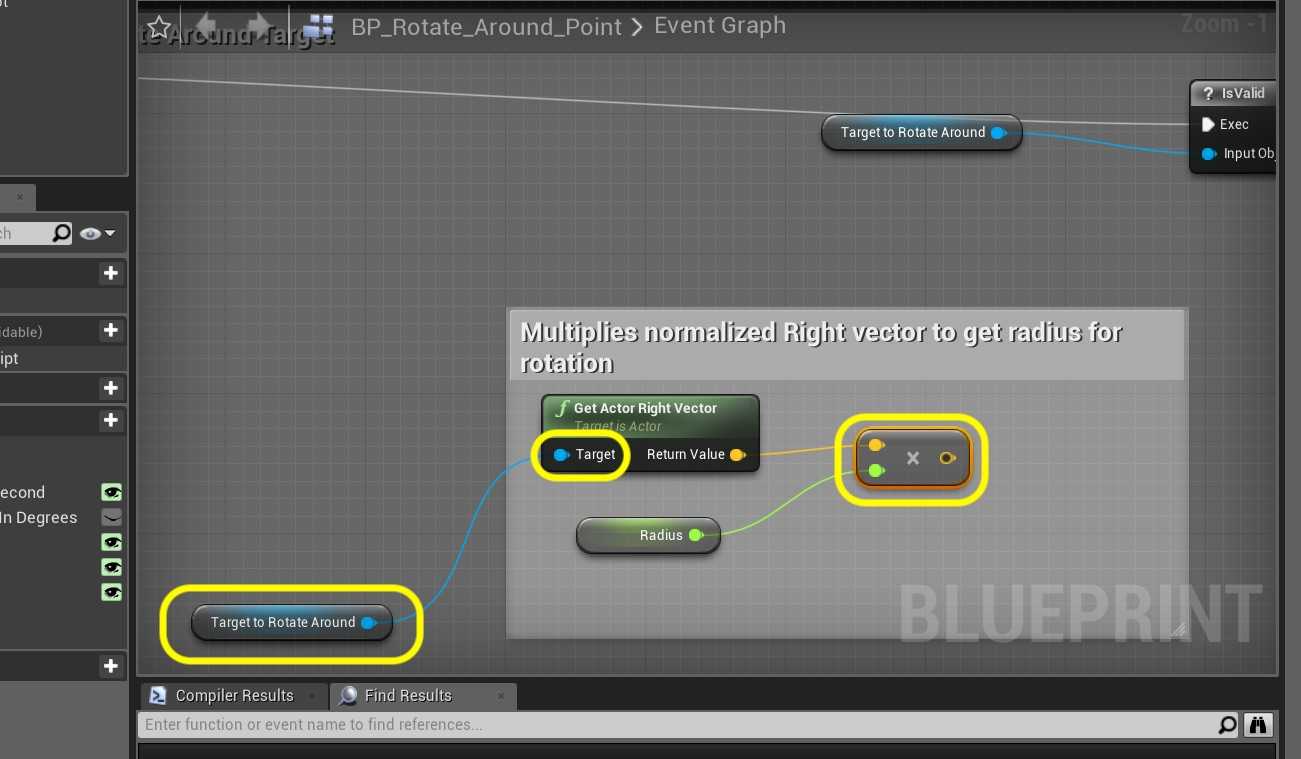 te Around Target
BP_Rotate_Around_Point > Event Graph
Zoom -1
Target to Rotate Around
? IsValid
Exec
Input Ob
ch
idable)
ipt
Multiplies normalized Right vector to get radius for
rotation
f Get Actor Right Vector
Target is Actor
Target
Return Value
×
Radius
econd
In Degrees
Target to Rotate Around
BLUEPRINT
Compiler Results
Find Results
Enter function or event name to find references...